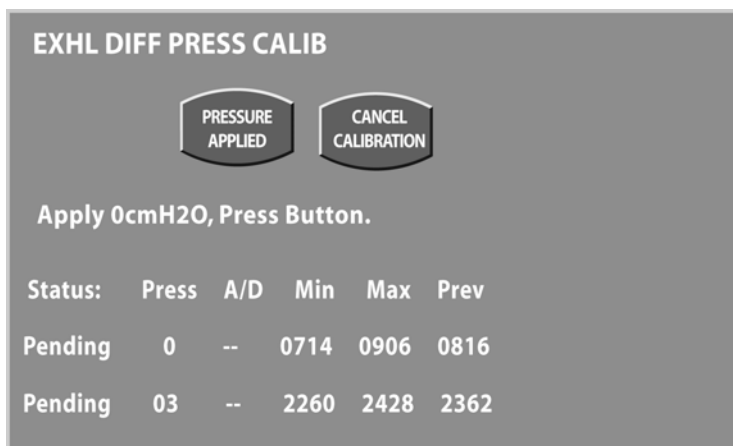 EXHL DIFF PRESS CALIB
PRESSURE
APPLIED
CANCEL
CALIBRATION
Apply 0cmH2O, Press Button.
Status: Press A/D Min Max Prev
Pending 0 -- 0714 0906 0816
Pending 03 -- 2260 2428 2362